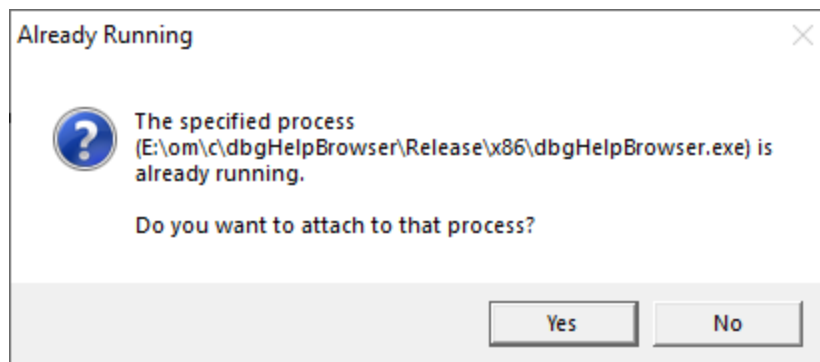 Already Running
The specified process
(E:\om\c\dbgHelpBrowser\Release\x86\dbgHelpBrowser.exe) is
already running.
Do you want to attach to that process?
Yes No